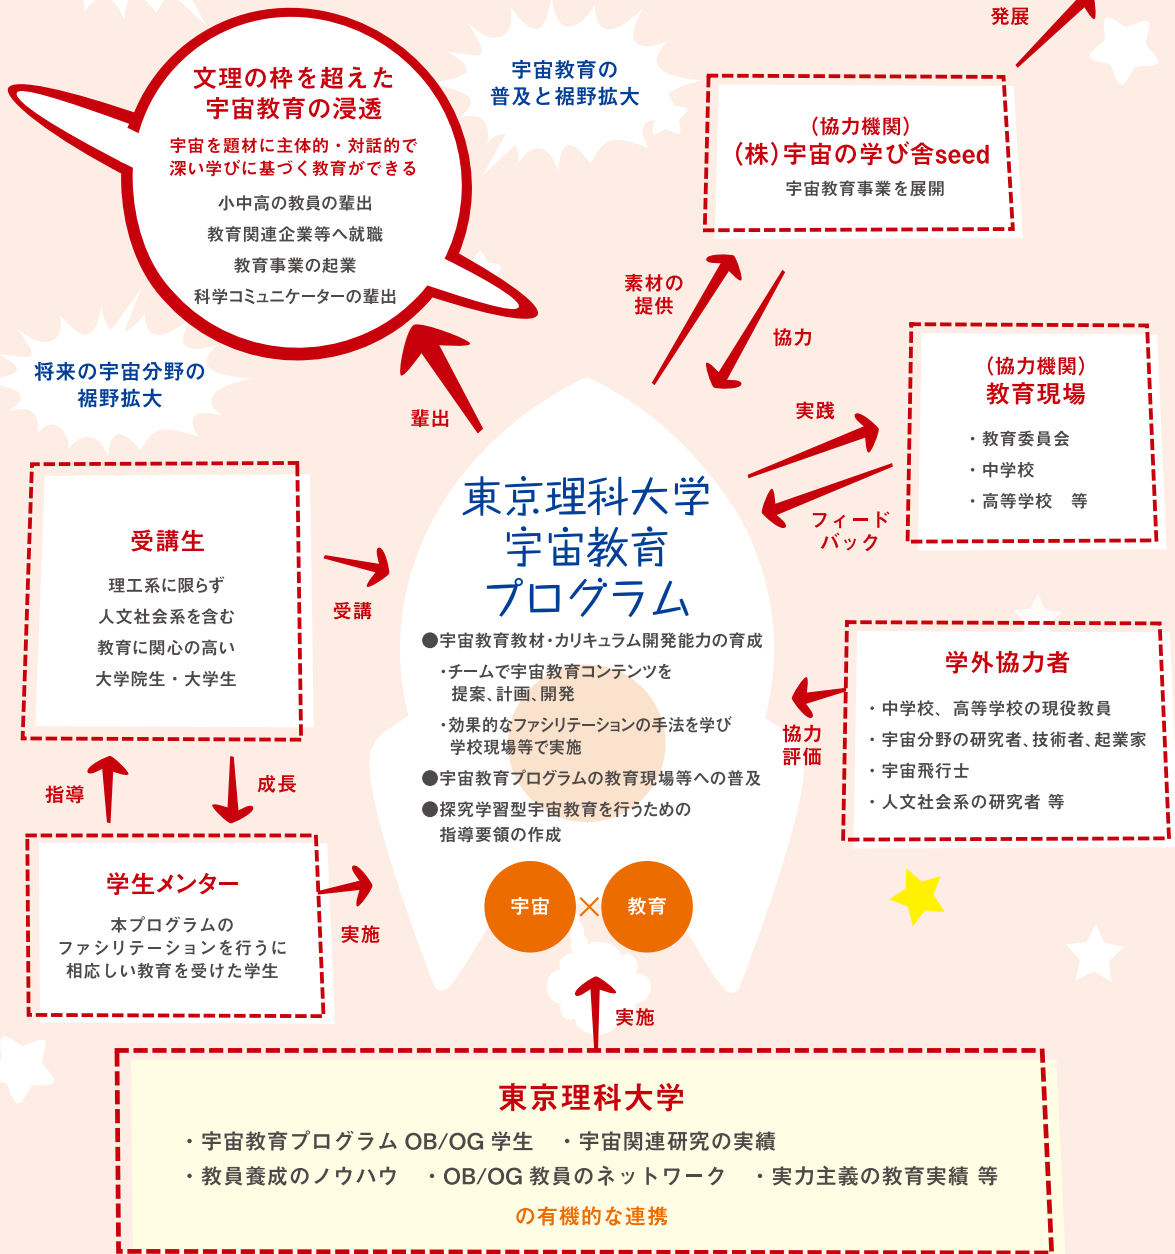 発展
文理の枠を超えた
宇宙教育の浸透
宇宙を題材に主体的・対話的で
深い学びに基づく教育ができる
小中高の教員の輩出
教育関連企業等へ就職
教育事業の起業
科学コミュニケーターの輩出
宇宙教育の
普及と裾野拡大
(協力機関)
(株)宇宙の学び舎seed
宇宙教育事業を展開
素材の
提供
協力
将来の宇宙分野の
裾野拡大
輩出
実践
フィード
バック
(協力機関)
教育現場
・教育委員会
・中学校
・高等学校 等
受講生
理工系に限らず
人文社会系を含む
教育に関心の高い
大学院生・大学生
受講
東京理科大学
宇宙教育
プログラム
●宇宙教育教材・カリキュラム開発能力の育成
・チームで宇宙教育コンテンツを
提案、計画、開発
・効果的なファシリテーションの手法を学び
学校現場等で実施
●宇宙教育プログラムの教育現場等への普及
●探究学習型宇宙教育を行うための
指導要領の作成
宇宙×教育
学外協力者
・中学校、高等学校の現役教員
・宇宙分野の研究者、技術者、起業家
・宇宙飛行士
・人文社会系の研究者 等
協力
評価
指導
成長
学生メンター
本プログラムの
ファシリテーションを行うに
相応しい教育を受けた学生
実施
実施
東京理科大学
・宇宙教育プログラム OB/OG 学生 ・宇宙関連研究の実績
・教員養成のノウハウ ・OB/OG 教員のネットワーク ・実力主義の教育実績 等
の有機的な連携